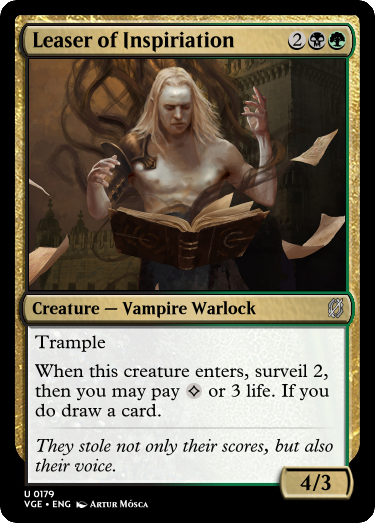 Leaser of Inspiriation 2
Creature — Vampire Warlock
Trample
When this creature enters, surveil 2,
then you may pay or 3 life. If you
do draw a card.
They stole not only their scores, but also
their voice.
4/3
U 0179
VGE • ENG Artur Mósca